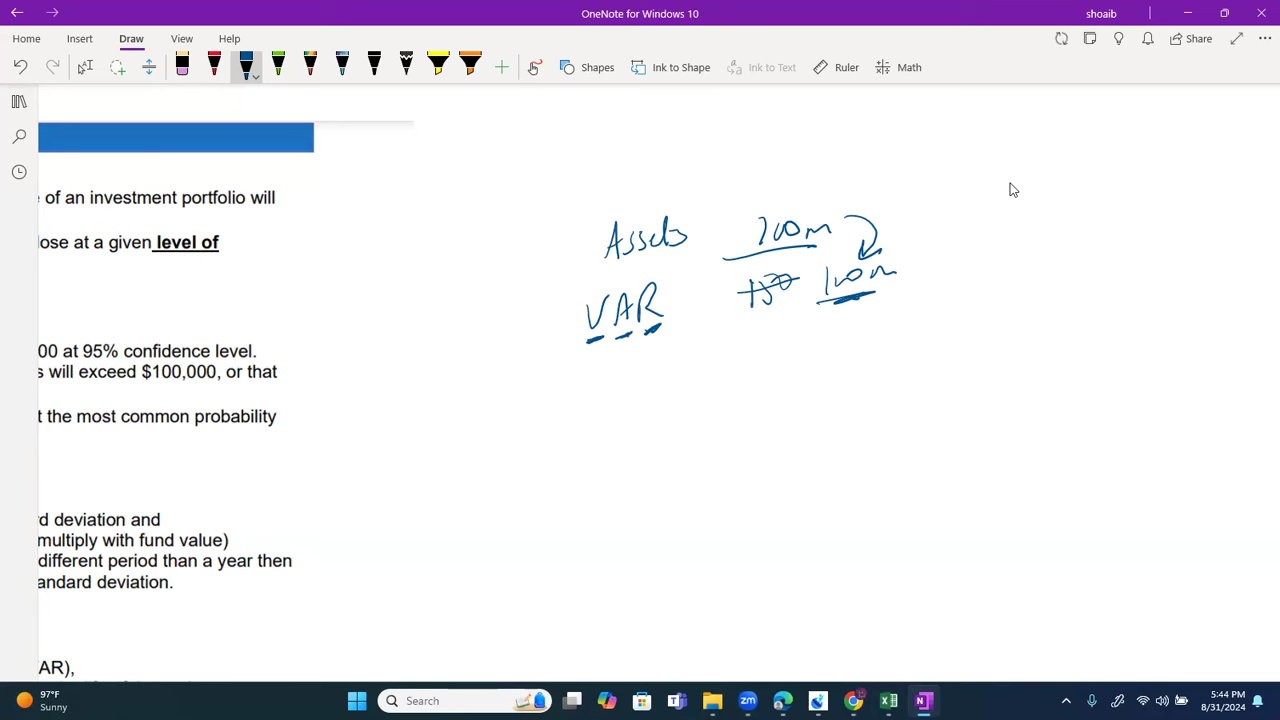 OneNote for Windows 10
shoaib
Home Insert Draw View Help
Share
Shapes Ink to Shape Ink to Text Ruler Math
of an investment portfolio will
lose at a given level of
00 at 95% confidence level.
s will exceed $100,000, or that
t the most common probability
rd deviation and
multiply with fund value)
different period than a year then
andard deviation.
AR),
Assets
VAR 100m
97°F
Sunny
Search
5:44 PM
8/31/2024